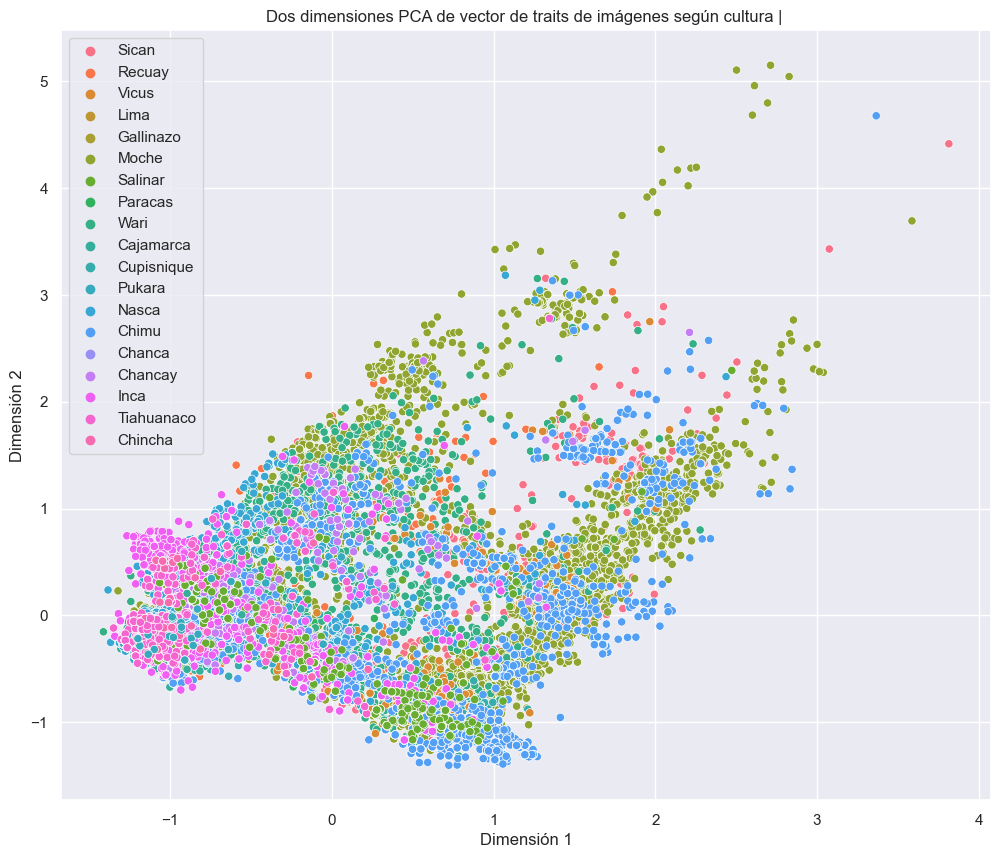 Dos dimensiones PCA de vector de traits de imágenes según cultura |
Sican
Recuay
Vicus
Lima
Gallinazo
Moche
Salinar
Paracas
Wari
Cajamarca
Cupisnique
Pukara
Nasca
Chimu
Chanca
Chancay
Inca
Tiahuanaco
Chincha
5
4
3
2
1
0
−1
Dimensión 2
−1
0
1
2
3
4
Dimensión 1